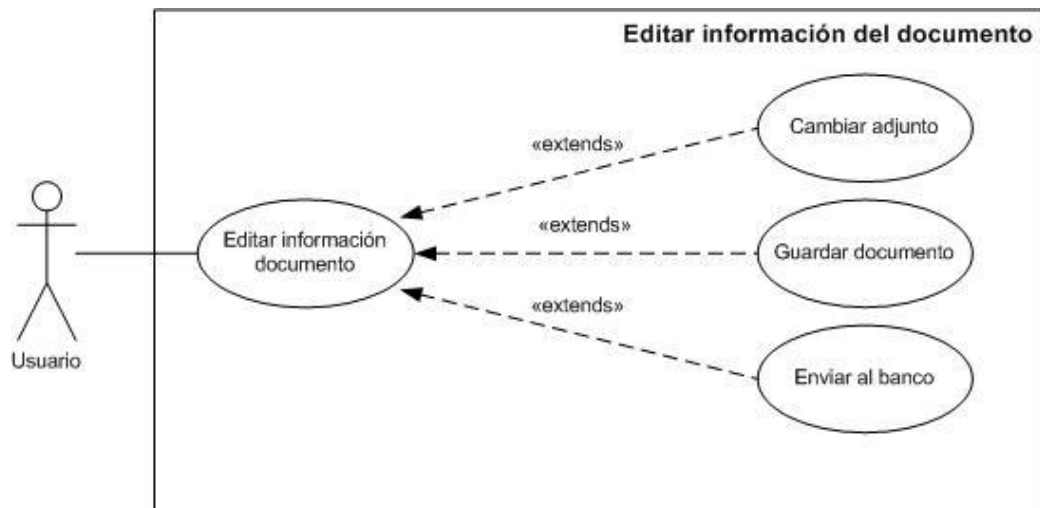 Editar información del documento
Cambiar adjunto
«extends»
Editar información
documento
«extends»
Guardar documento
«extends»
Enviar al banco
Usuario